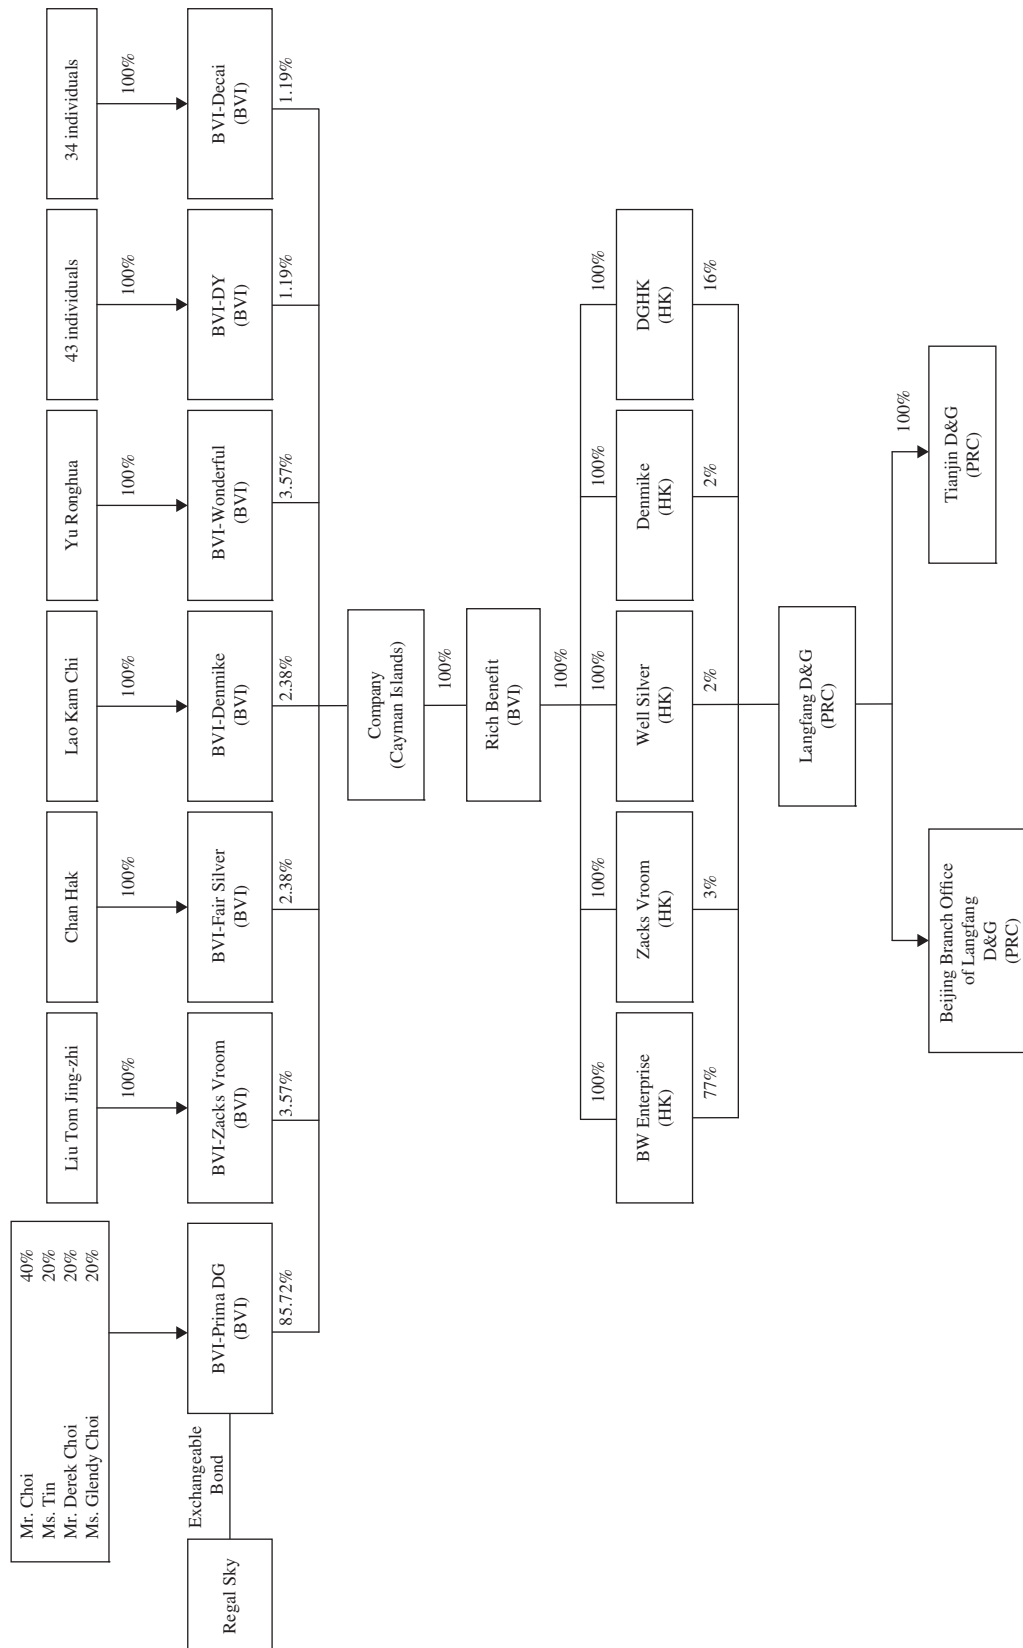 Mr. Choi 40%
Ms. Tin 20%
Mr. Derek Choi 20%
Ms. Glendy Choi 20%
Liu Tom Jing-zhi
Chan Hak
Lao Kam Chi
Yu Ronghua
43 individuals
34 individuals
100%
100%
100%
100%
100%
100%
Regal Sky
Exchangeable
Bond
BVI-Prima DG
(BVI)
BVI-Zacks Vroom
(BVI)
BVI-Fair Silver
(BVI)
BVI-Denmike
(BVI)
BVI-Wonderful
(BVI)
BVI-DY
(BVI)
BVI-Decai
(BVI)
85.72%
3.57%
2.38%
2.38%
3.57%
1.19%
1.19%
Company
(Cayman Islands)
100%
Rich Benefit
(BVI)
100%
100%
100%
100%
100%
100%
BW Enterprise
(HK)
Zacks Vroom
(HK)
Well Silver
(HK)
Denmike
(HK)
DGHK
(HK)
77%
3%
2%
2%
16%
Langfang D&G
(PRC)
100%
Beijing Branch Office
of Langfang
D&G
(PRC)
Tianjin D&G
(PRC)